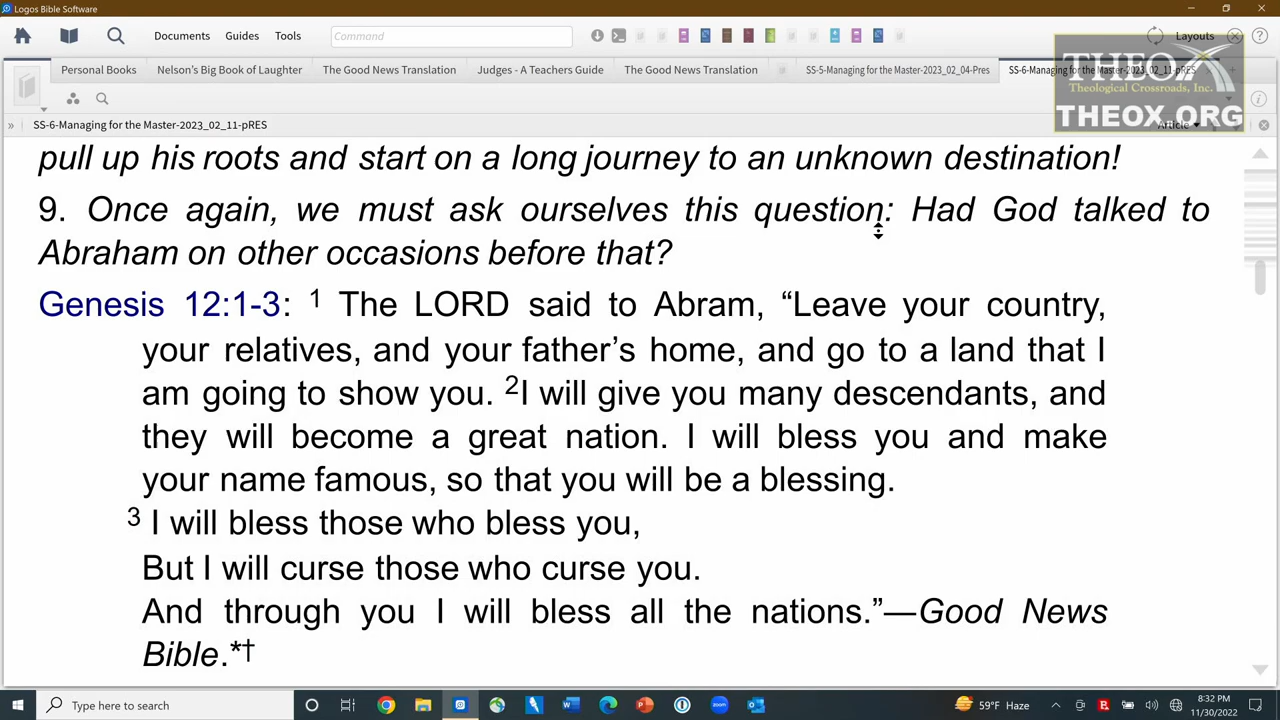 Logos Bible Software
Documents Guides Tools Command Layouts
Personal Books Nelson's Big Book of Laughter The Go udges - A Teachers Guide The Good News Translation SS-5-Managing for the Master-2023_02_04-Pres SS-6-Managing for the Master-2023_02_11-pRES
THEOX
Theological Crossroads, Inc.
THEOX.ORG
SS-6-Managing for the Master-2023_02_11-pRES Article
pull up his roots and start on a long journey to an unknown destination!
9. Once again, we must ask ourselves this question: Had God talked to
Abraham on other occasions before that?
Genesis 12:1-3: 1 The LORD said to Abram, “Leave your country,
your relatives, and your father’s home, and go to a land that I
am going to show you. 2I will give you many descendants, and
they will become a great nation. I will bless you and make
your name famous, so that you will be a blessing.
3 I will bless those who bless you,
But I will curse those who curse you.
And through you I will bless all the nations.”—Good News
Bible.*†
Type here to search 59°F Haze 8:32 PM
11/30/2022